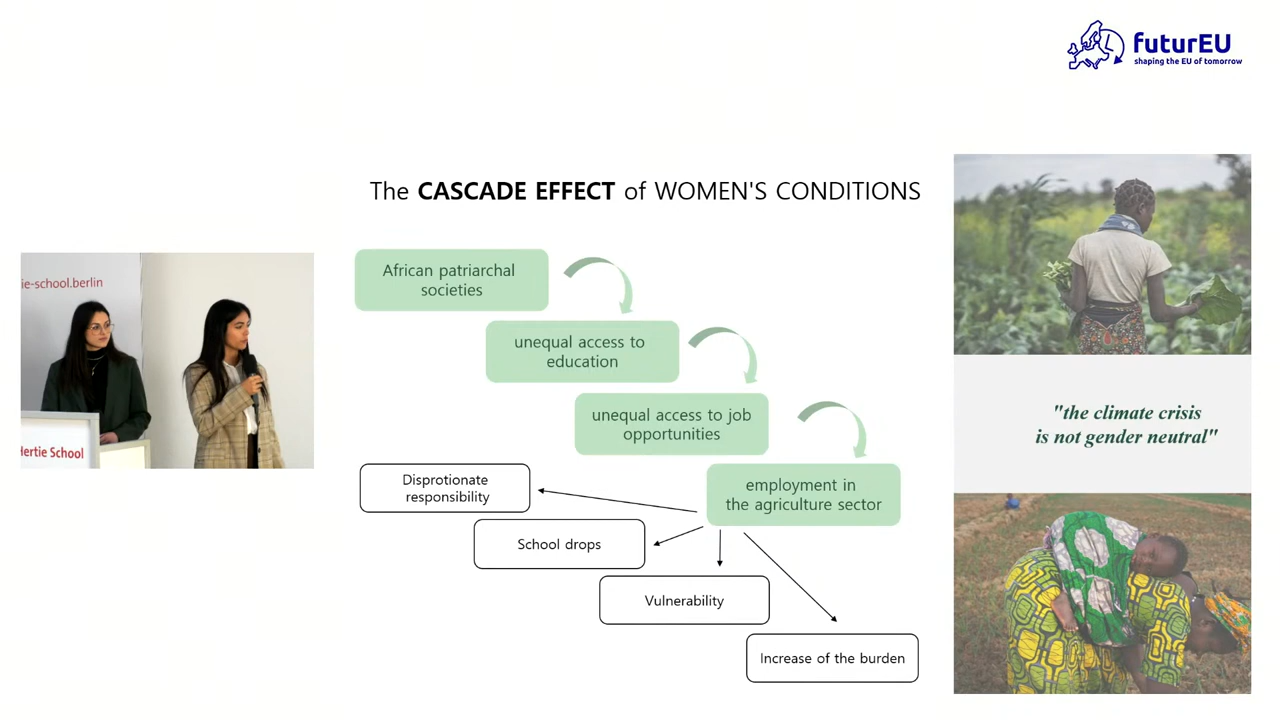 futurEU
shaping the EU of tomorrow
The CASCADE EFFECT of WOMEN'S CONDITIONS
ie-school.berlin
Hertie School
African patriarchal
societies
unequal access to
education
unequal access to job
opportunities
employment in
the agriculture sector
Disprotionate
responsibility
School drops
Vulnerability
Increase of the burden
"the climate crisis
is not gender neutral"